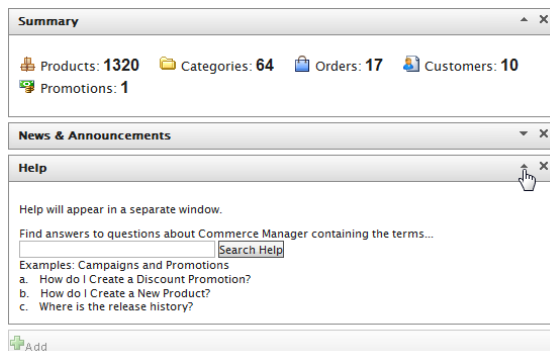 Summary
Products: 1320 Categories: 64 Orders: 17 Customers: 10
Promotions: 1
News & Announcements
Help
Help will appear in a separate window.
Find answers to questions about Commerce Manager containing the terms...
Search Help
Examples: Campaigns and Promotions
a. How do I Create a Discount Promotion?
b. How do I Create a New Product?
c. Where is the release history?
Add